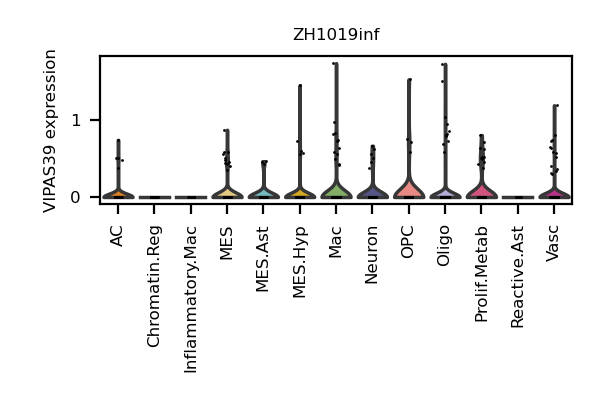 ZH1019inf
VIPAS39 expression
1
0
AC
Chromatin.Reg
Inflammatory.Mac
MES
MES.Ast
MES.Hyp
Mac
Neuron
OPC
Oligo
Prolif.Metab
Reactive.Ast
Vasc